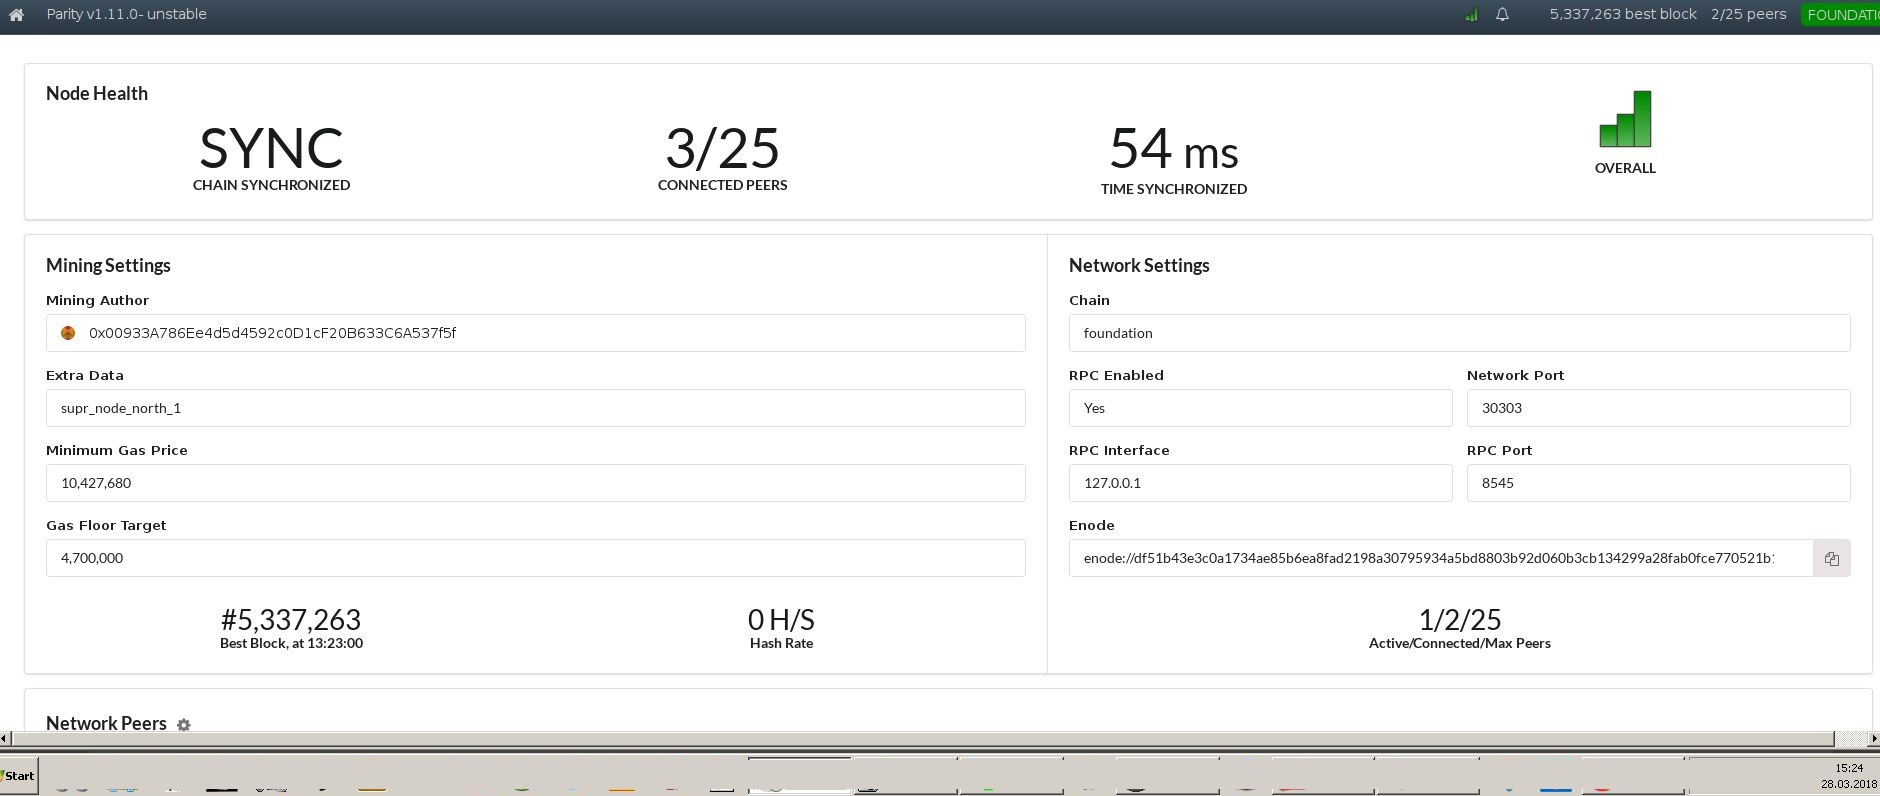 Parity v1.11.0- unstable
5,337,263 best block 2/25 peers FOUNDATI
Node Health
SYNC
CHAIN SYNCHRONIZED
3/25
CONNECTED PEERS
54 ms
TIME SYNCHRONIZED
OVERALL
Mining Settings
Mining Author
0x00933A786Ee4d5d4592c0D1cF20B633C6A537f5f
Extra Data
supr_node_north_1
Minimum Gas Price
10,427,680
Gas Floor Target
4,700,000
#5,337,263
Best Block, at 13:23:00
0 H/S
Hash Rate
Network Settings
Chain
foundation
RPC Enabled
Yes
Network Port
30303
RPC Interface
127.0.0.1
RPC Port
8545
Enode
enode://df51b43e3c0a1734ae85b6ea8fad2198a30795934a5bd8803b92d060b3cb134299a28fab0fce770521b
1/2/25
Active/Connected/Max Peers
Network Peers
Start
15:24
28.03.2018